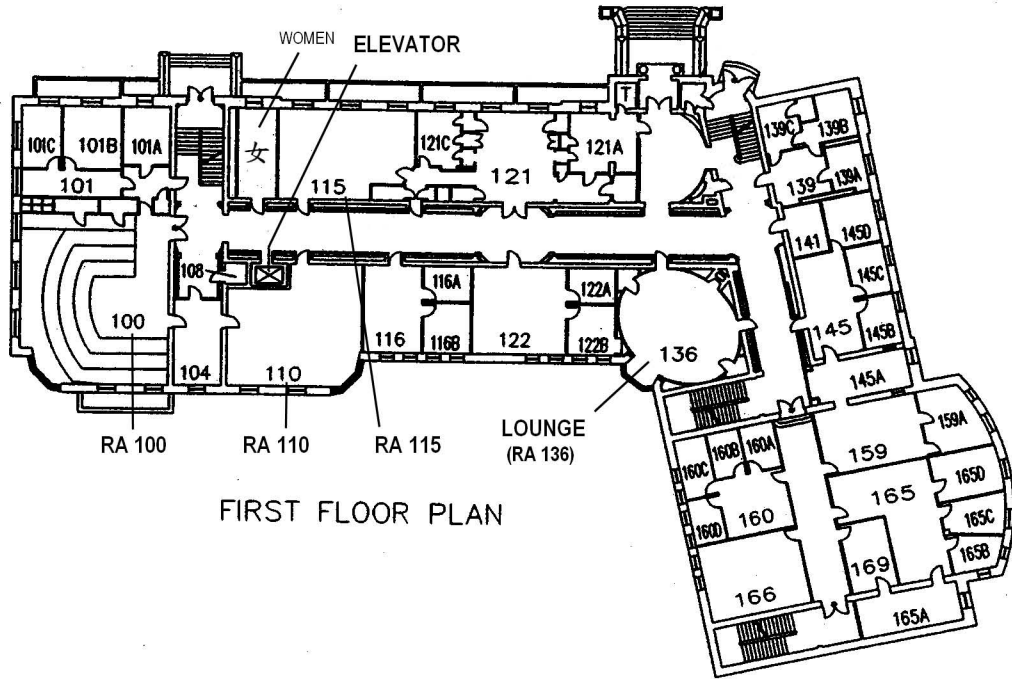 WOMEN
ELEVATOR
T
101C
101B
101A
女
121C
121A
139C
139B
101
115
121
139
139A
141
145D
108
116A
122A
145C
100
116
116B
122
122B
136
145
145B
104
110
145A
RA 100
RA 110
RA 115
LOUNGE
(RA 136)
159A
160C
160B
160A
159
165D
FIRST FLOOR PLAN
160D
160
165
165C
165B
166
169
165A